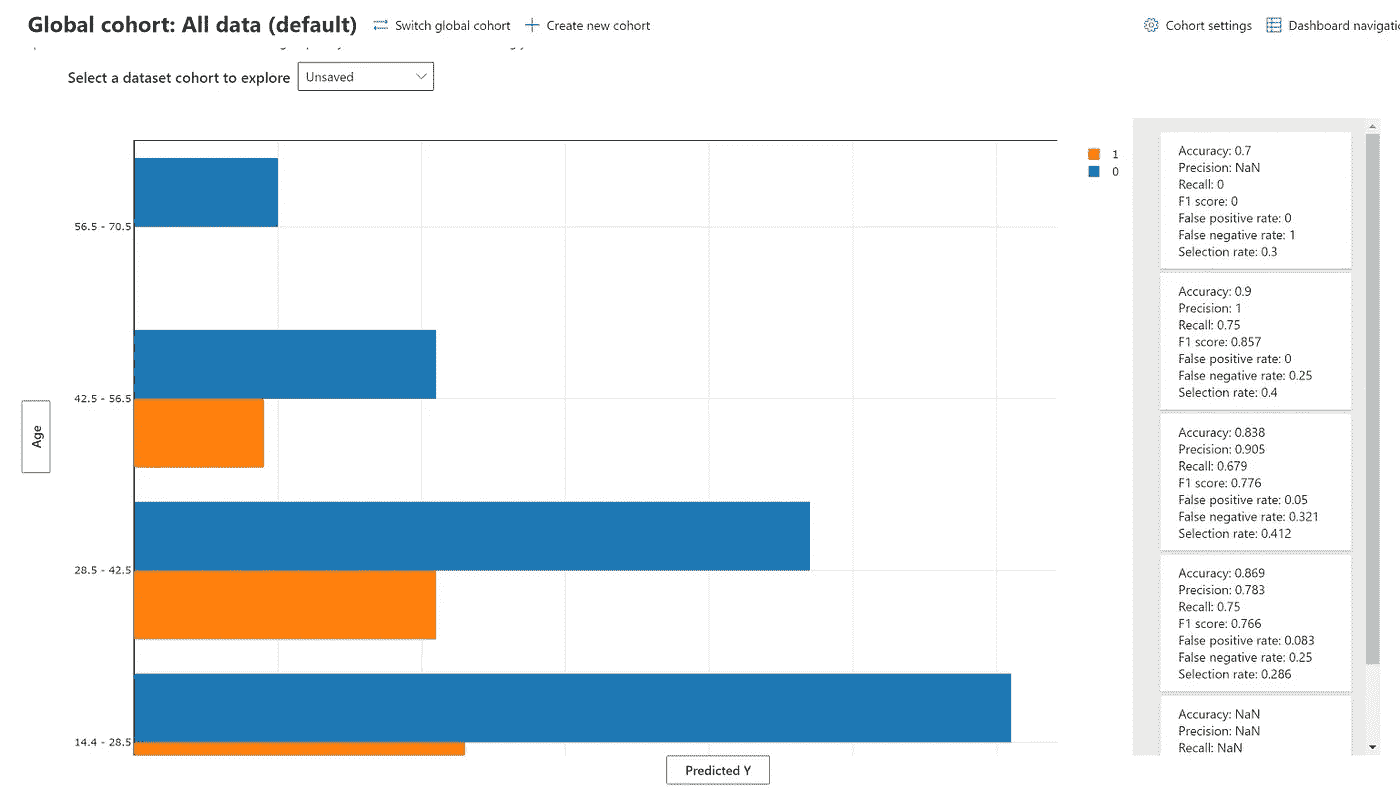 Global cohort: All data (default) Switch global cohort Create new cohort Cohort settings Dashboard navigatio
Select a dataset cohort to explore Unsaved
1
0
56.5 - 70.5
42.5 - 56.5
28.5 - 42.5
14.4 - 28.5
Age
Predicted Y
Accuracy: 0.7
Precision: NaN
Recall: 0
F1 score: 0
False positive rate: 0
False negative rate: 1
Selection rate: 0.3
Accuracy: 0.9
Precision: 1
Recall: 0.75
F1 score: 0.857
False positive rate: 0
False negative rate: 0.25
Selection rate: 0.4
Accuracy: 0.838
Precision: 0.905
Recall: 0.679
F1 score: 0.776
False positive rate: 0.05
False negative rate: 0.321
Selection rate: 0.412
Accuracy: 0.869
Precision: 0.783
Recall: 0.75
F1 score: 0.766
False positive rate: 0.083
False negative rate: 0.25
Selection rate: 0.286
Accuracy: NaN
Precision: NaN
Recall: NaN